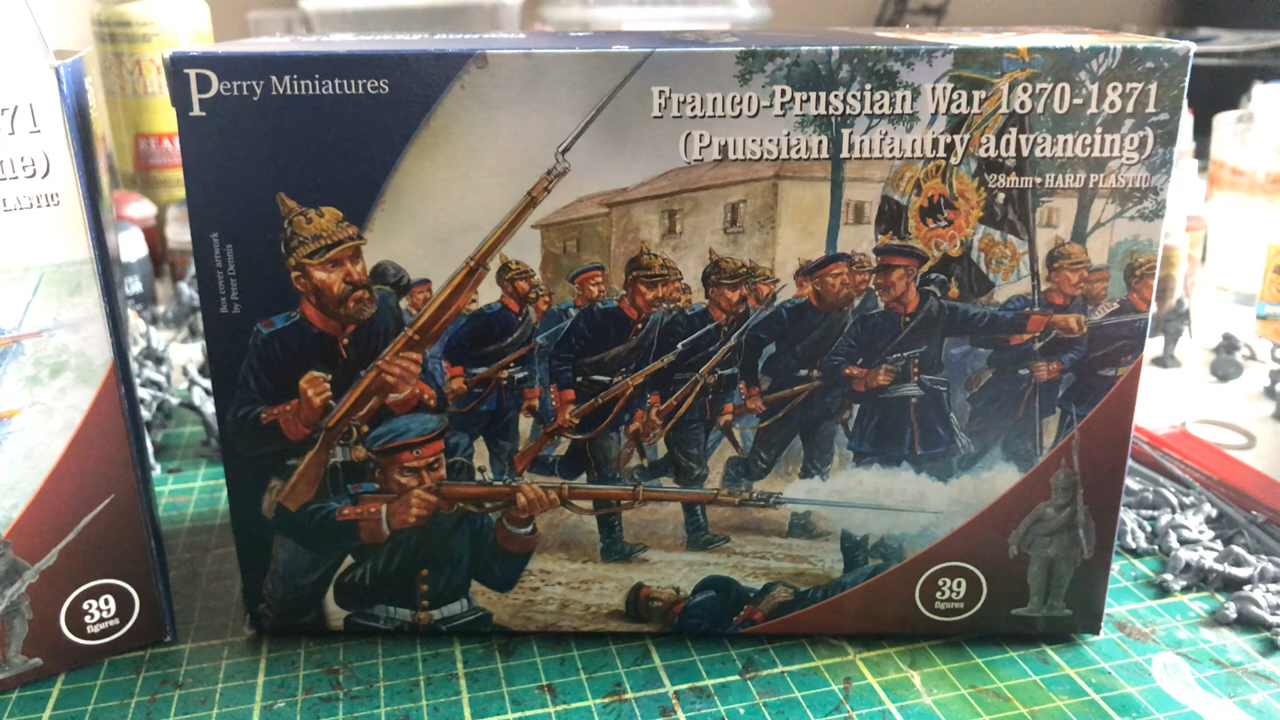 Perry Miniatures
Franco-Prussian War 1870-1871
(Prussian Infantry advancing)
28mm • HARD PLASTIC
Box cover artwork
by Peter Dennis
39
figures
71
ne)
LASTIC
39
figures